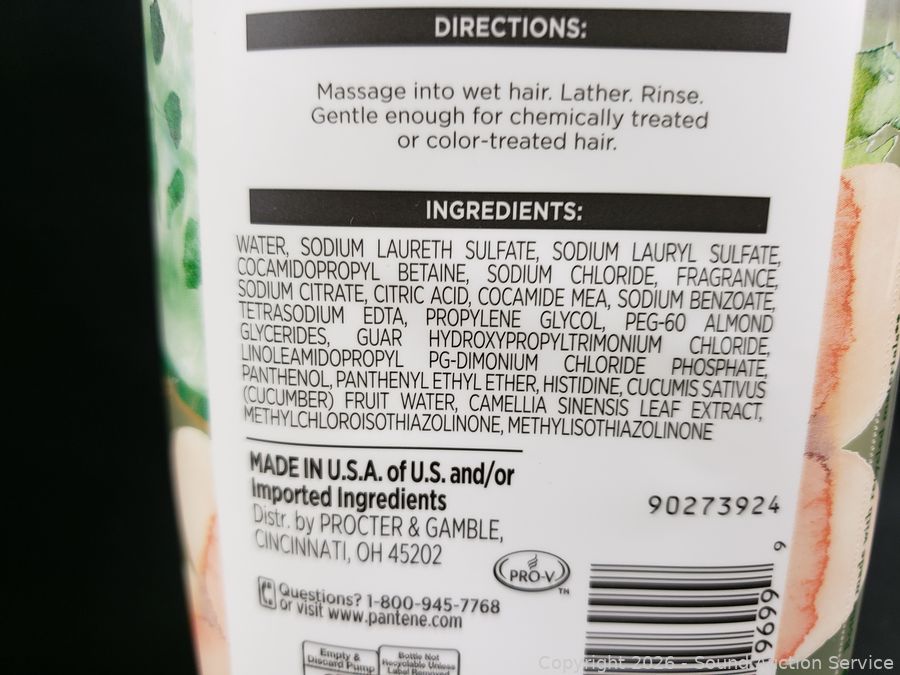 DIRECTIONS:
Massage into wet hair. Lather. Rinse.
Gentle enough for chemically treated
or color-treated hair.
INGREDIENTS:
WATER, SODIUM LAURETH SULFATE, SODIUM LAURYL SULFATE,
COCAMIDOPROPYL BETAINE, SODIUM CHLORIDE, FRAGRANCE,
SODIUM CITRATE, CITRIC ACID, COCAMIDE MEA, SODIUM BENZOATE,
TETRASODIUM EDTA, PROPYLENE GLYCOL, PEG-60 ALMOND
GLYCERIDES, GUAR HYDROXYPROPYLTRIMONIUM CHLORIDE,
LINOLEAMIDOPROPYL PG-DIMONIUM CHLORIDE PHOSPHATE,
PANTHENOL, PANTHENYL ETHYL ETHER, HISTIDINE, CUCUMIS SATIVUS
(CUCUMBER) FRUIT WATER, CAMELLIA SINENSIS LEAF EXTRACT,
METHYLCHLOROISOTHIAZOLINONE, METHYLISOTHIAZOLINONE
MADE IN U.S.A. of U.S. and/or
Imported Ingredients
Distr. by PROCTER & GAMBLE,
CINCINNATI, OH 45202
90273924
PRO-V
TM
Questions? 1-800-945-7768
or visit www.pantene.com
Empty &
Discard Pump
Bottle Not
Recyclable Unless
Label Removed
9
9699
Copyright 2026 - SoundAuction Service